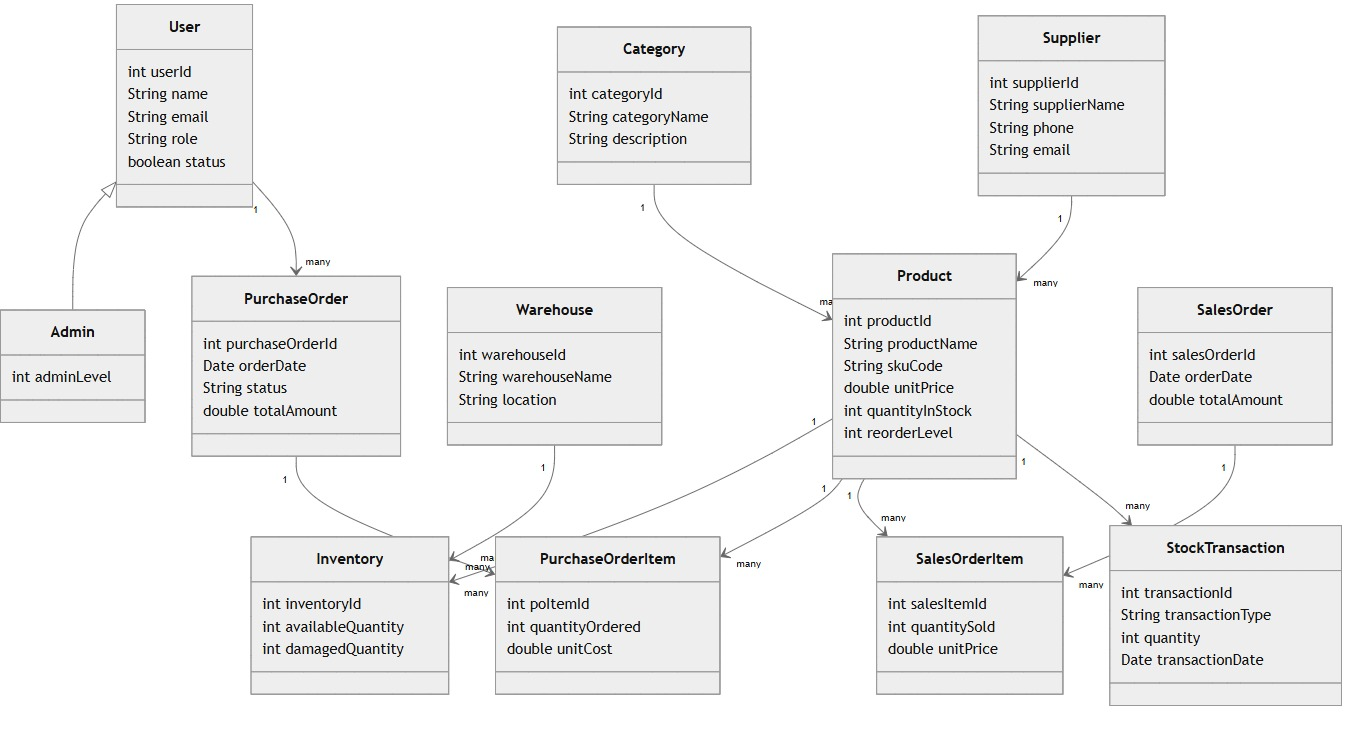 User
int userId
String name
String email
String role
boolean status
1
many
Admin
int adminLevel
PurchaseOrder
int purchaseOrderId
Date orderDate
String status
double totalAmount
1
Category
int categoryId
String categoryName
String description
1
ma
Supplier
int supplierId
String supplierName
String phone
String email
1
many
Warehouse
int warehouseId
String warehouseName
String location
1
Product
int productId
String productName
String skuCode
double unitPrice
int quantityInStock
int reorderLevel
1
1
1
1
many
many
many
SalesOrder
int salesOrderId
Date orderDate
double totalAmount
1
Inventory
int inventoryId
int availableQuantity
int damagedQuantity
ma
many
many
PurchaseOrderItem
int poItemId
int quantityOrdered
double unitCost
SalesOrderItem
int salesItemId
int quantitySold
double unitPrice
many
StockTransaction
int transactionId
String transactionType
int quantity
Date transactionDate